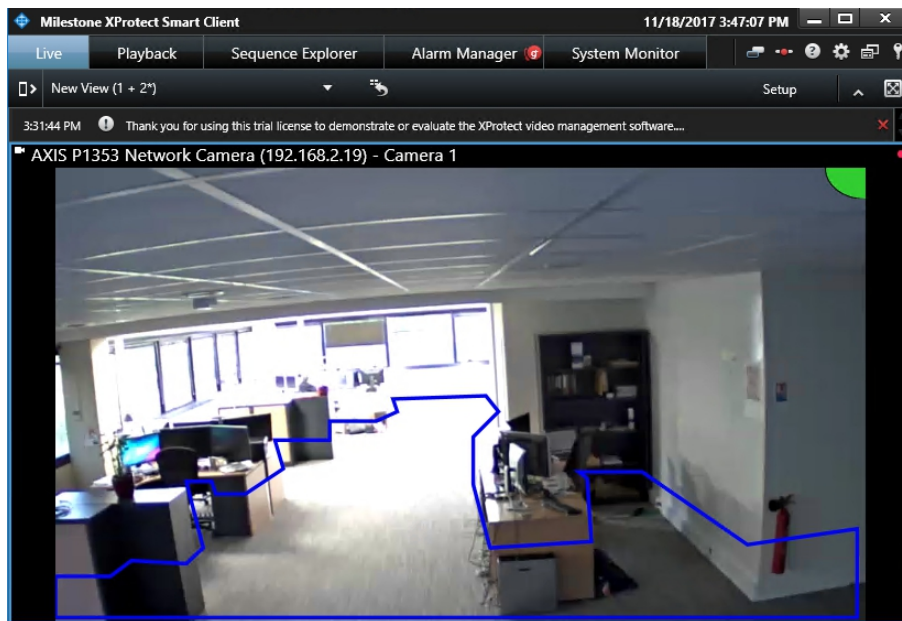 Milestone XProtect Smart Client 11/18/2017 3:47:07 PM
Live Playback Sequence Explorer Alarm Manager System Monitor
New View (1 + 2*) Setup
3:31:44 PM Thank you for using this trial license to demonstrate or evaluate the XProtect video management software....
AXIS P1353 Network Camera (192.168.2.19) - Camera 1